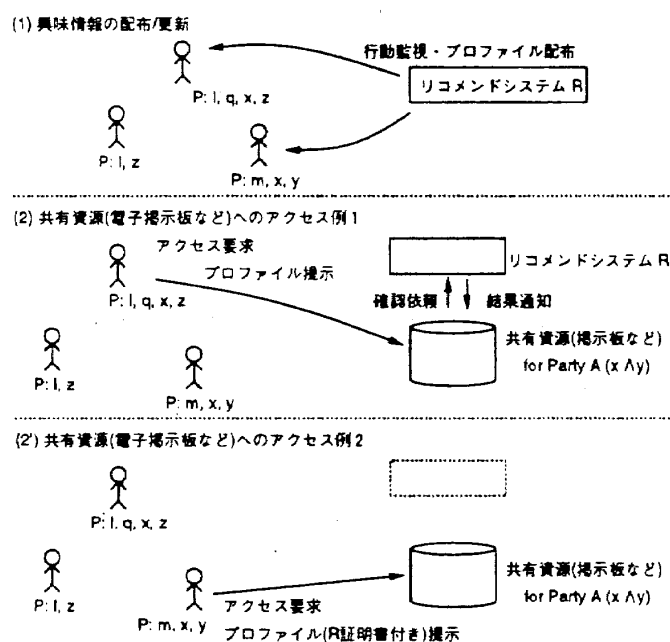 (1) 興味情報の配布/更新
行動監視・プロファイル配布
リコメンドシステム R
P: l, q, x, z
P: l, z
P: m, x, y
(2) 共有資源(電子掲示板など)へのアクセス例1
アクセス要求
プロファイル提示
リコメンドシステム R
P: l, q, x, z
確認依頼
結果通知
共有資源(掲示板など)
for Party A (x Λy)
P: l, z
P: m, x, y
(2') 共有資源(電子掲示板など)へのアクセス例2
P: l, q, x, z
共有資源(掲示板など)
for Party A (x Λy)
P: l, z
P: m, x, y
アクセス要求
プロファイル(R証明書付き)提示